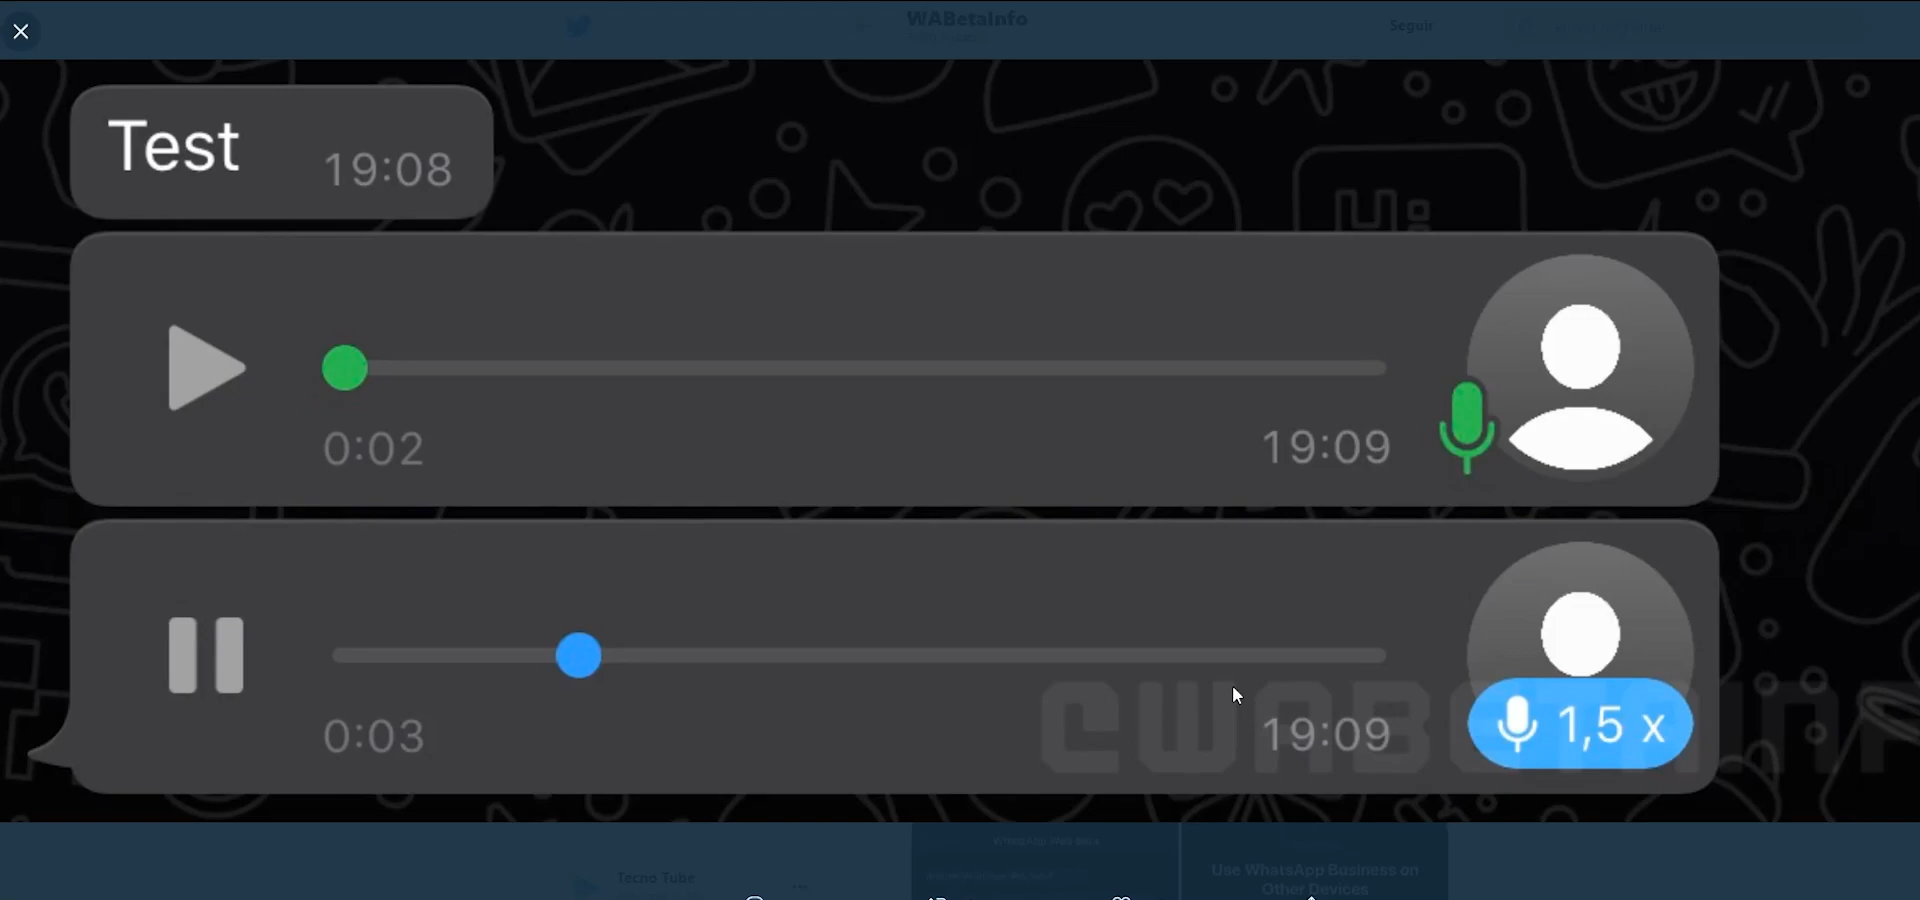 WABetaInfo
Seguir
Test
19:08
Hi
0:02
19:09
0:03
19:09
1,5 x
Tecno Tube
Use WhatsApp Business on
Other Devices